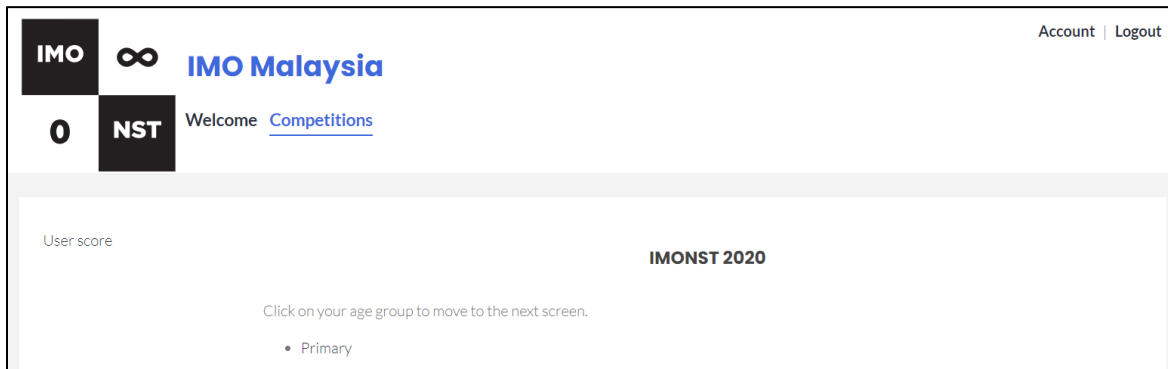 Account | Logout
IMO ∞
IMO Malaysia
0 NST
Welcome Competitions
User score
IMONST 2020
Click on your age group to move to the next screen.
• Primary